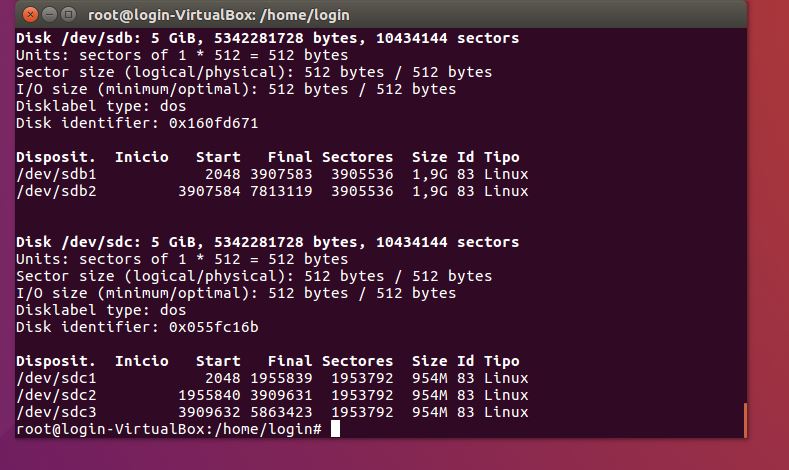 root@login-VirtualBox: /home/login
Disk /dev/sdb: 5 GiB, 5342281728 bytes, 10434144 sectors
Units: sectors of 1 * 512 = 512 bytes
Sector size (logical/physical): 512 bytes / 512 bytes
I/O size (minimum/optimal): 512 bytes / 512 bytes
Disklabel type: dos
Disk identifier: 0x160fd671
Disposit.  Inicio   Start   Final Sectores  Size Id Tipo
/dev/sdb1            2048 3907583  3905536  1,9G 83 Linux
/dev/sdb2         3907584 7813119  3905536  1,9G 83 Linux
Disk /dev/sdc: 5 GiB, 5342281728 bytes, 10434144 sectors
Units: sectors of 1 * 512 = 512 bytes
Sector size (logical/physical): 512 bytes / 512 bytes
I/O size (minimum/optimal): 512 bytes / 512 bytes
Disklabel type: dos
Disk identifier: 0x055fc16b
Disposit.  Inicio   Start   Final Sectores  Size Id Tipo
/dev/sdc1            2048 1955839  1953792  954M 83 Linux
/dev/sdc2         1955840 3909631  1953792  954M 83 Linux
/dev/sdc3         3909632 5863423  1953792  954M 83 Linux
root@login-VirtualBox:/home/login#